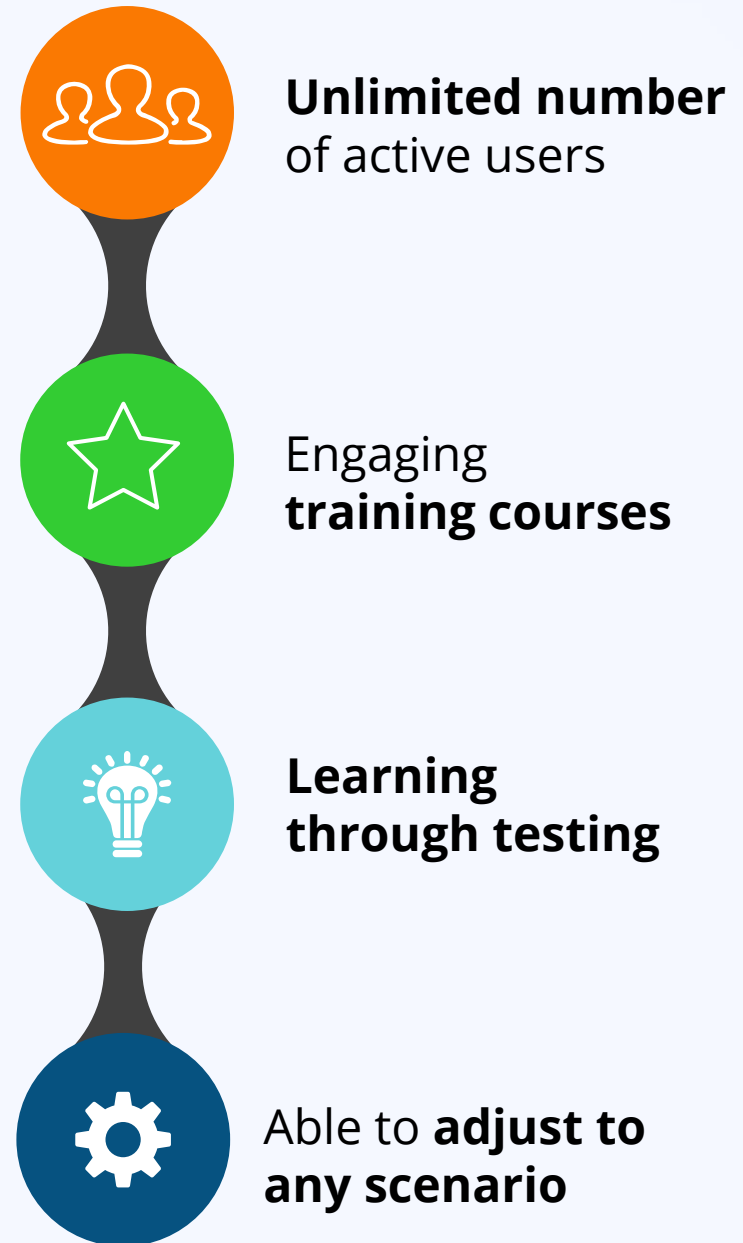 Unlimited number
of active users
Engaging
training courses
Learning
through testing
Able to adjust to
any scenario